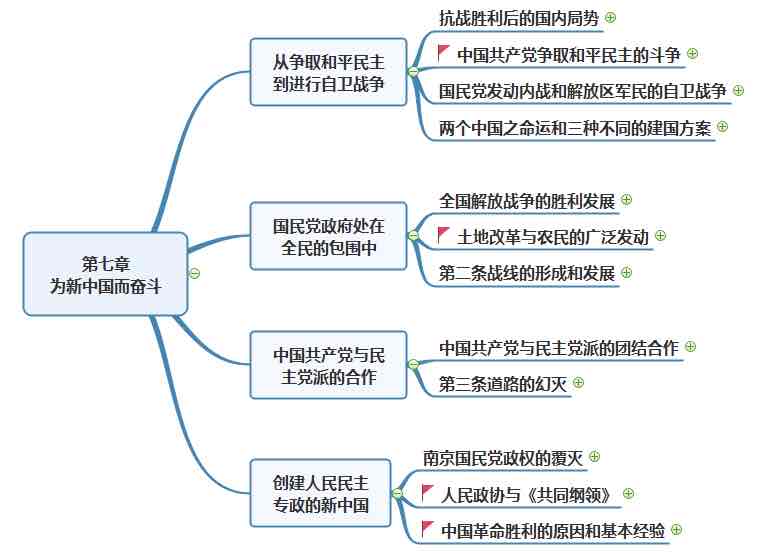 第七章
为新中国而奋斗
从争取和平民主
到进行自卫战争
抗战胜利后的国内局势
中国共产党争取和平民主的斗争
国民党发动内战和解放区军民的自卫战争
两个中国之命运和三种不同的建国方案
国民党政府处在
全民的包围中
全国解放战争的胜利发展
土地改革与农民的广泛发动
第二条战线的形成和发展
中国共产党与民
主党派的合作
中国共产党与民主党派的团结合作
第三条道路的幻灭
创建人民民主
专政的新中国
南京国民党政权的覆灭
人民政协与《共同纲领》
中国革命胜利的原因和基本经验